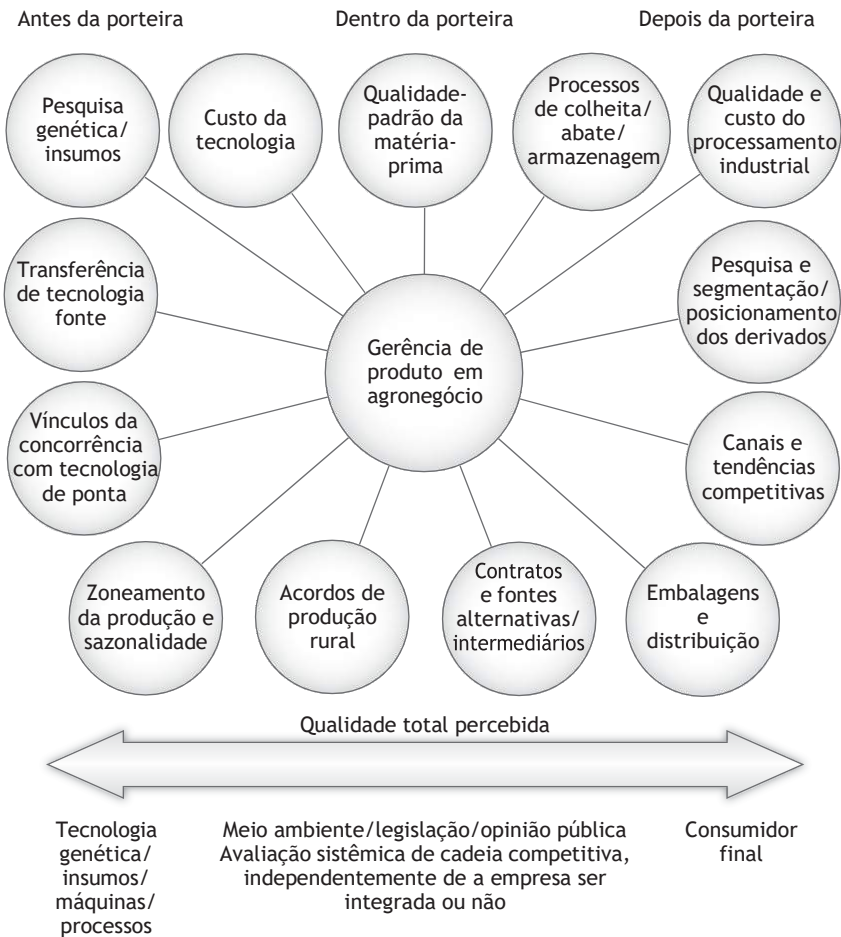 Antes da porteira
Dentro da porteira
Depois da porteira
Pesquisa
genética/
insumos
Custo da
tecnologia
Qualidade-
padrão da
matéria-
prima
Processos
de colheita/
abate/
armazenagem
Qualidade e
custo do
processamento
industrial
Transferência
de tecnologia
fonte
Pesquisa e
segmentação/
posicionamento
dos derivados
Gerência de
produto em
agronegócio
Vínculos da
concorrência
com tecnologia
de ponta
Canais e
tendências
competitivas
Zoneamento
da produção e
sazonalidade
Acordos de
produção
rural
Contratos
e fontes
alternativas/
intermediários
Embalagens
e
distribuição
Qualidade total percebida
Tecnologia
genética/
insumos/
máquinas/
processos
Meio ambiente/legislação/opinião pública
Avaliação sistêmica de cadeia competitiva,
independentemente de a empresa ser
integrada ou não
Consumidor
final